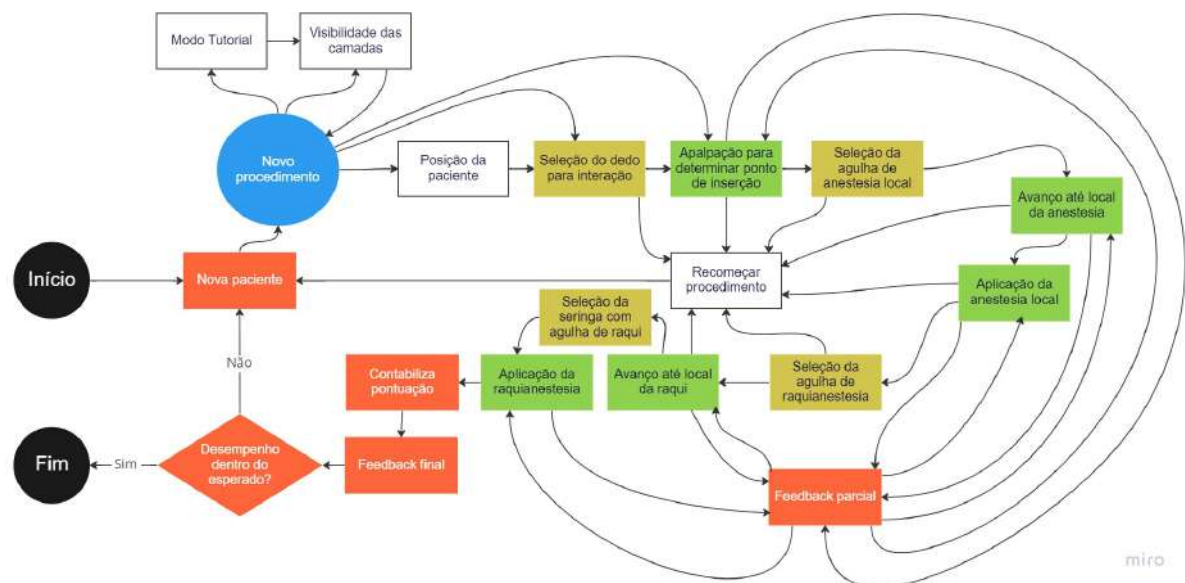 Modo Tutorial
Visibilidade das
camadas
Novo
procedimento
Posição da
paciente
Seleção do dedo
para interação
Apalpação para
determinar ponto
de inserção
Seleção da
agulha de
anestesia local
Avanço até local
da anestesia
Início
Nova paciente
Recomeçar
procedimento
Aplicação da
anestesia local
Seleção da
seringa com
agulha de raqui
Não
Contabiliza
pontuação
Aplicação da
raquianestesia
Avanço até local
da raqui
Seleção da
agulha de
raquianestesia
Fim
Sim
Desempenho
dentro do
esperado?
Feedback final
Feedback parcial
miro